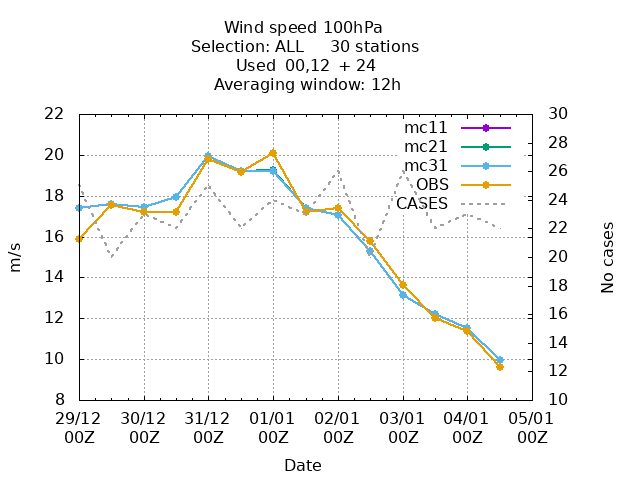 Wind speed 100hPa
Selection: ALL 30 stations
Used 00,12 + 24
Averaging window: 12h
22
20
18
16
14
12
10
8
m/s
30
28
26
24
22
20
18
16
14
12
10
No cases
mc11
mc21
mc31
OBS
CASES
29/12 30/12 31/12 01/01 02/01 03/01 04/01 05/01
00Z 00Z 00Z 00Z 00Z 00Z 00Z 00Z
Date